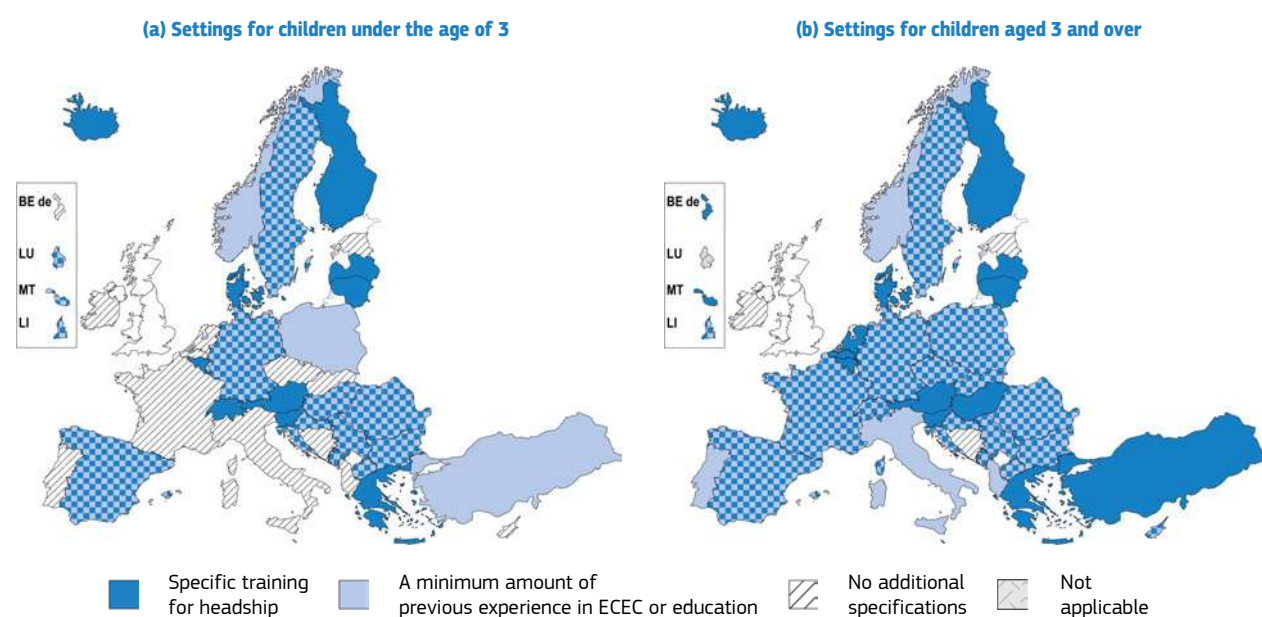 (a) Settings for children under the age of 3
(b) Settings for children aged 3 and over
BE de
LU
MT
LI
BE de
LU
MT
LI
Specific training
for headship
A minimum amount of
previous experience in ECEC or education
No additional
specifications
Not
applicable